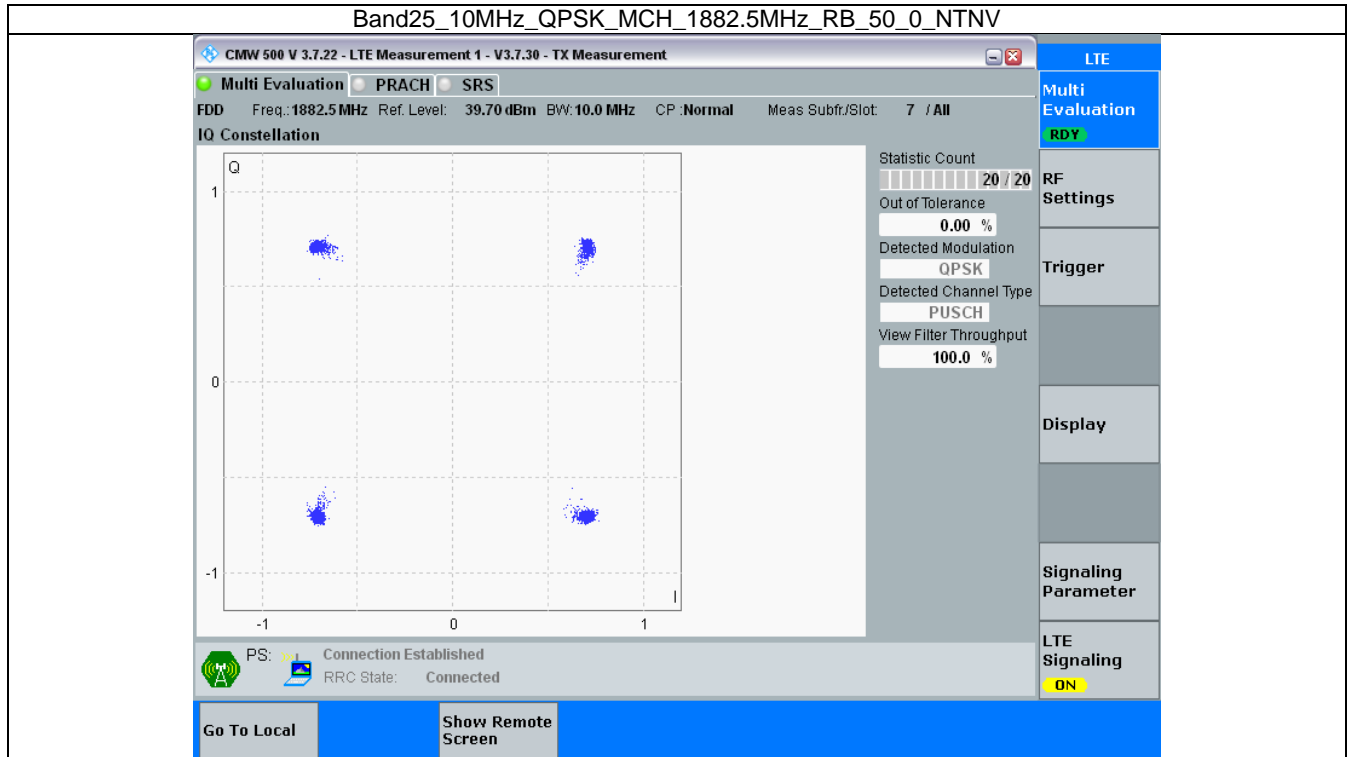 Band25_10MHz_QPSK_MCH_1882.5MHz_RB_50_0_NTNV
CMW 500 V 3.7.22 - LTE Measurement 1 - V3.7.30 - TX Measurement
LTE
Multi Evaluation PRACH SRS
FDD Freq.:1882.5 MHz Ref. Level: 39.70 dBm BW:10.0 MHz CP :Normal Meas Subfr./Slot: 7 / All
IQ Constellation
Q
1
0
-1
I
-1 0 1
Statistic Count
20 / 20
Out of Tolerance
0.00 %
Detected Modulation
QPSK
Detected Channel Type
PUSCH
View Filter Throughput
100.0 %
Multi
Evaluation
RDY
RF
Settings
Trigger
Display
Signaling
Parameter
LTE
Signaling
ON
PS: Connection Established
RRC State: Connected
Go To Local
Show Remote
Screen